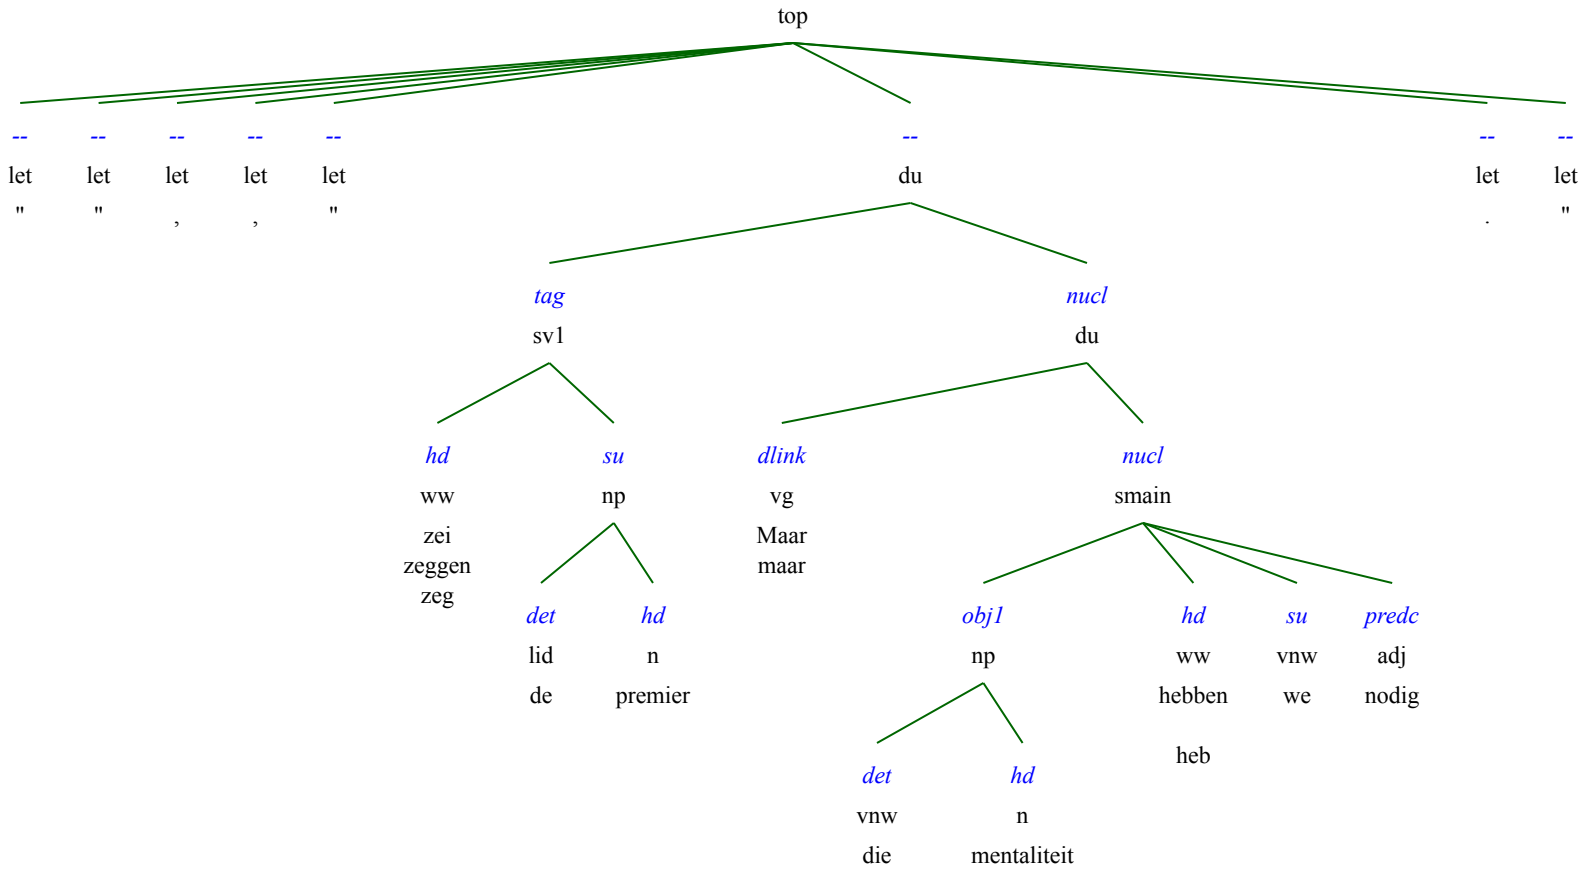 top
-- -- -- -- -- -- -- --
let let let let let du let let
" " , , " . "
tag nucl
sv1 du
hd su dlink nucl
ww np vg smain
zei Maar
zeggen maar
zeg
det hd obj1 hd su predc
lid n np ww vnw adj
de premier hebben we nodig
heb
det hd
vnw n
die mentaliteit